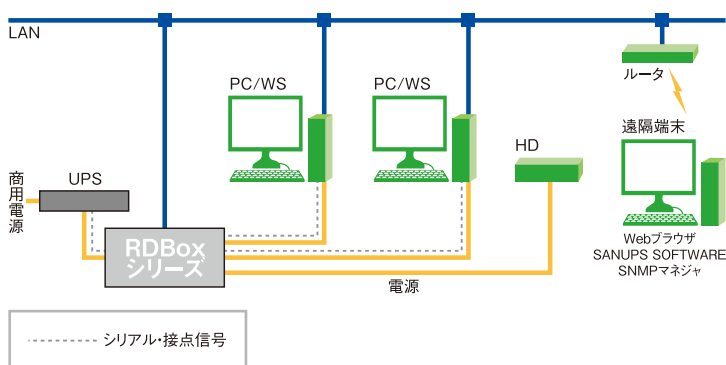 LAN
PC/WS
PC/WS
ルータ
遠隔端末
HD
UPS
商用電源
RDBox
シリーズ
Webブラウザ
SANUPS SOFTWARE
SNMPマネジャ
電源
シリアル・接点信号